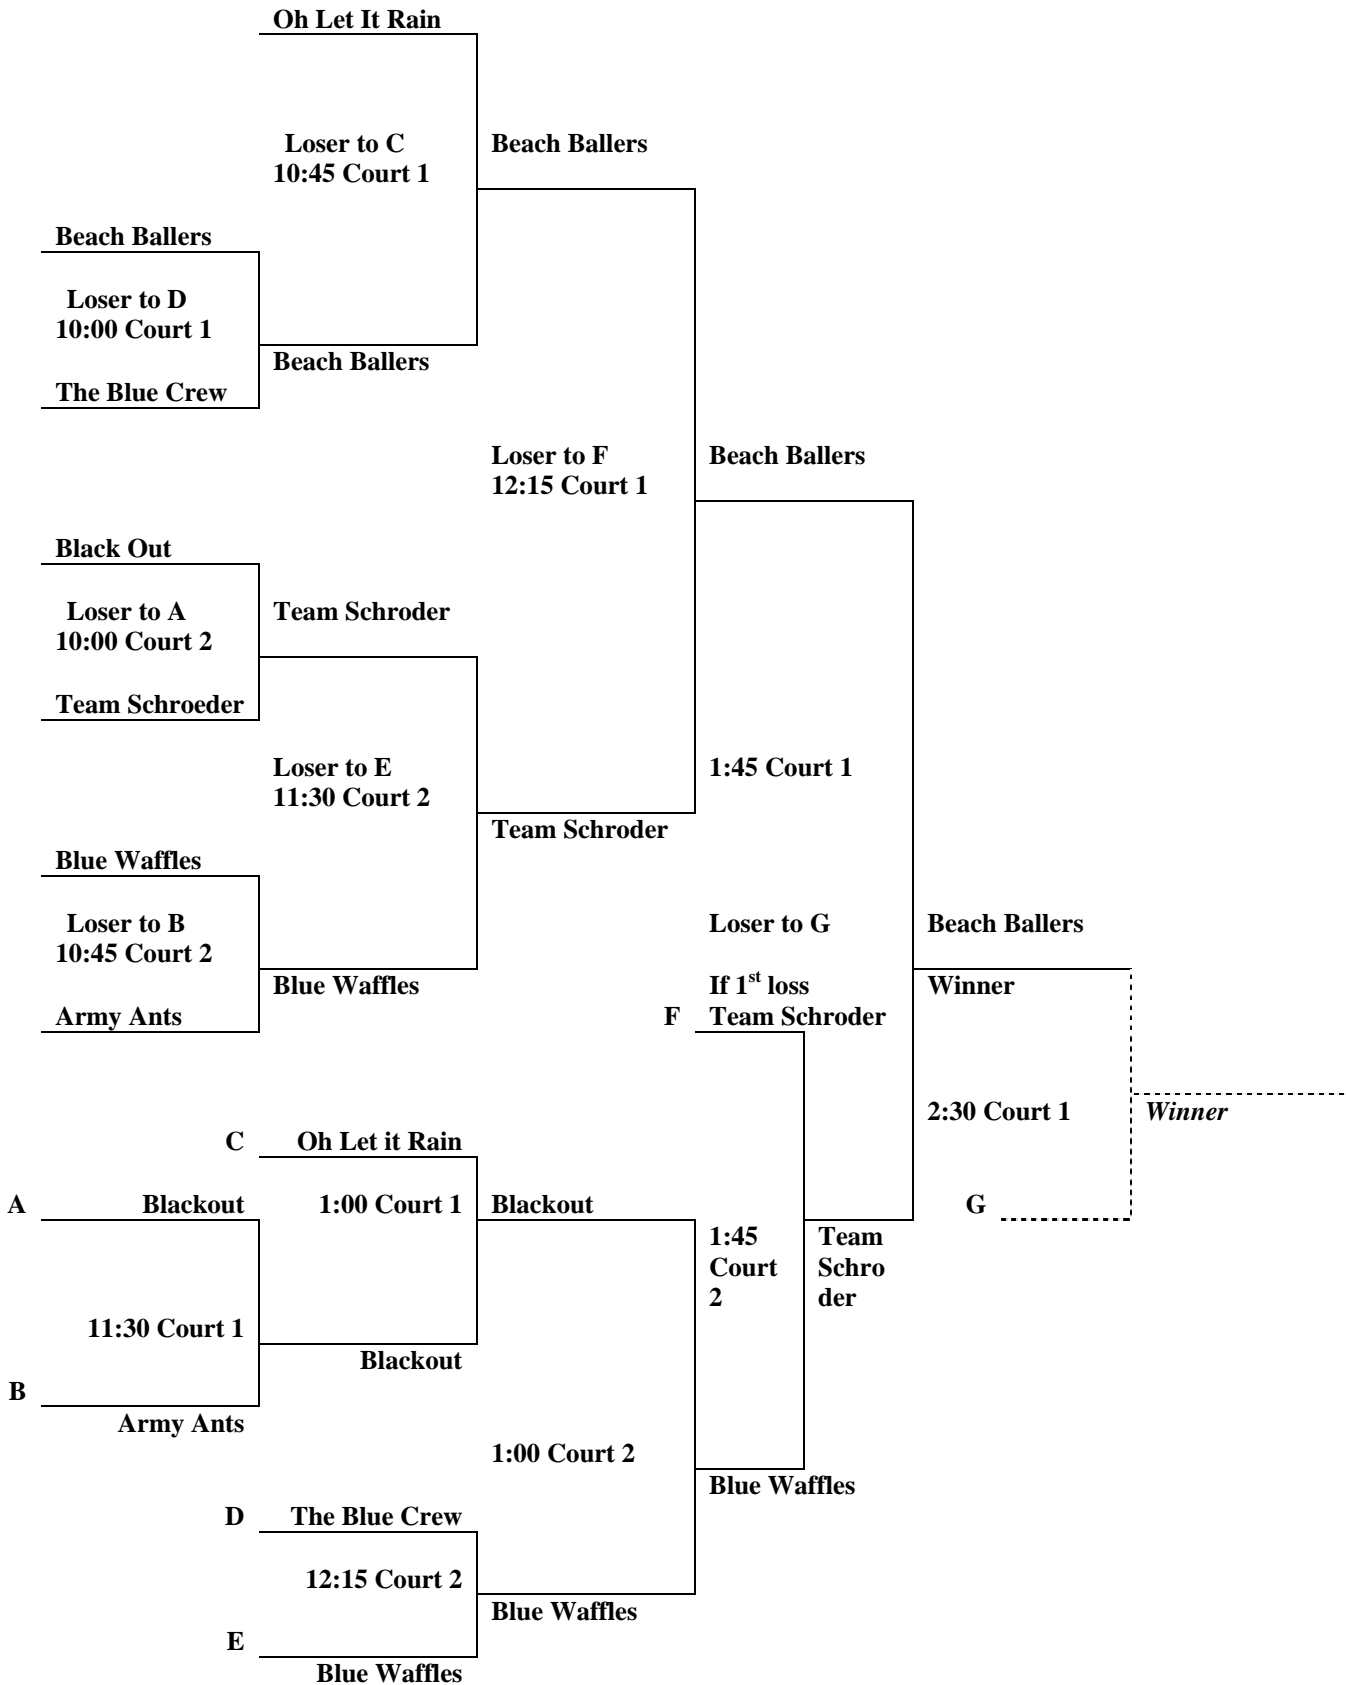 Oh Let It Rain
Loser to C
10:45 Court 1
Beach Ballers
Beach Ballers
Loser to D
10:00 Court 1
Beach Ballers
The Blue Crew
Loser to F
12:15 Court 1
Beach Ballers
Black Out
Loser to A
10:00 Court 2
Team Schroder
Team Schroeder
Loser to E
11:30 Court 2
1:45 Court 1
Team Schroder
Blue Waffles
Loser to B
10:45 Court 2
Loser to G
Beach Ballers
Blue Waffles
If 1st loss
Winner
Army Ants
F Team Schroder
2:30 Court 1
Winner
C Oh Let it Rain
A Blackout
1:00 Court 1
Blackout
G
1:45
Court
2
Team
Schro
der
11:30 Court 1
Blackout
B
Army Ants
1:00 Court 2
Blue Waffles
D The Blue Crew
12:15 Court 2
Blue Waffles
E
Blue Waffles